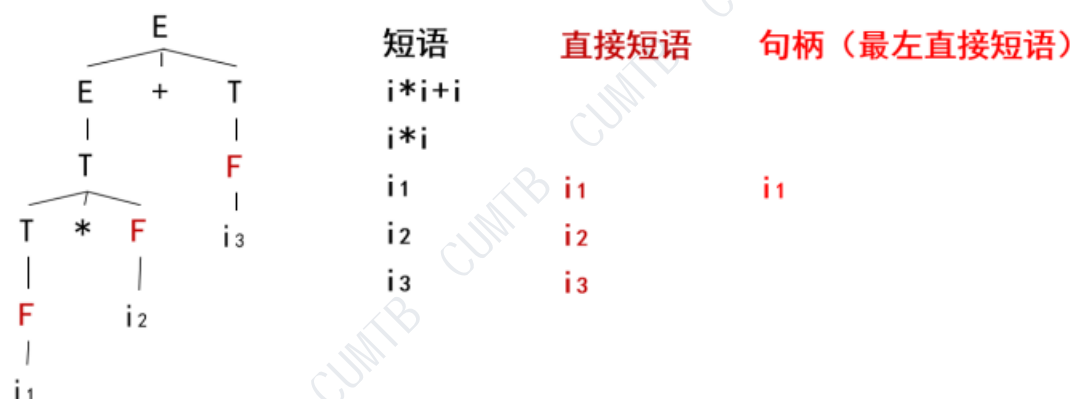 E
短语 直接短语 句柄（最左直接短语）
E + T
i*i+i
T F
i*i
i1 i1 i1
T * F i3
i2 i2
i3 i3
F i2
i1
CUMTB
CUMTB
CUMTB
CUMTB